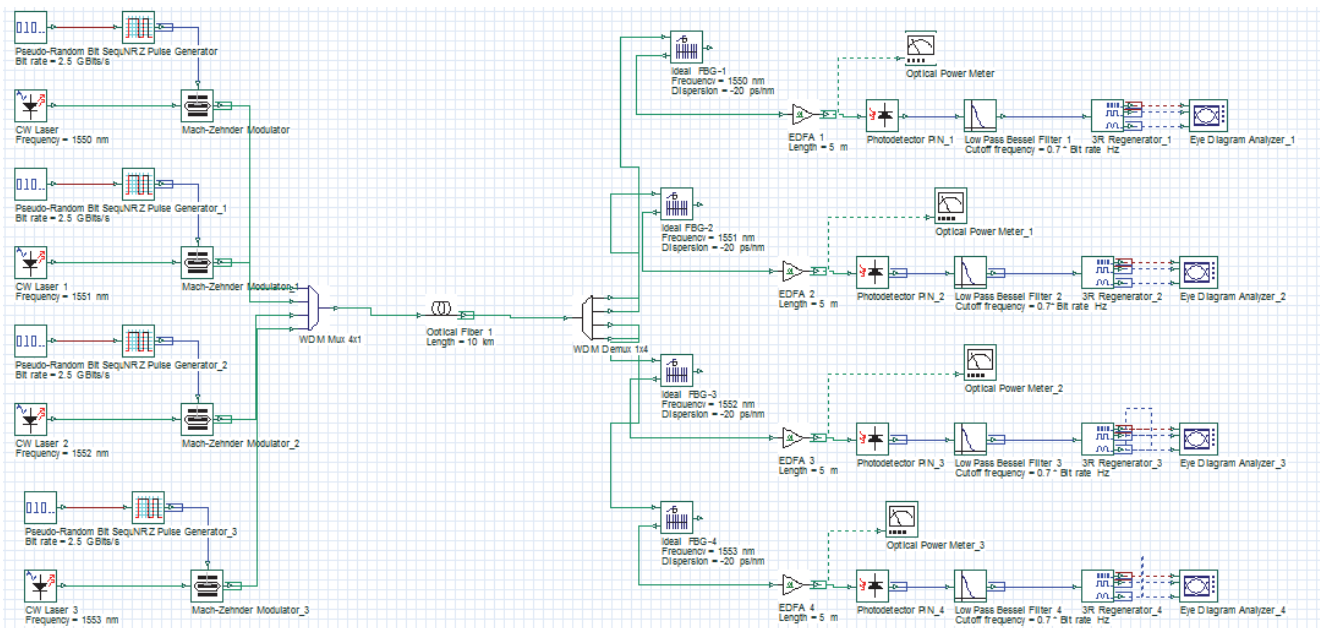 010..
Pseudo-Random Bit Sequ
NRZ Pulse Generator
Bit rate = 2.5 GBits/s
CW Laser
Frequency = 1550 nm
Mach-Zehnder Modulator
010..
Pseudo-Random Bit Sequ
NRZ Pulse Generator_1
Bit rate = 2.5 GBits/s
CW Laser 1
Frequency = 1551 nm
Mach-Zehnder Modulator_1
010..
Pseudo-Random Bit Sequ
NRZ Pulse Generator_2
Bit rate = 2.5 GBits/s
CW Laser 2
Frequency = 1552 nm
Mach-Zehnder Modulator_2
010..
Pseudo-Random Bit Sequ
NRZ Pulse Generator_3
Bit rate = 2.5 GBits/s
CW Laser 3
Frequency = 1553 nm
Mach-Zehnder Modulator_3
WDM Mux 4x1
Optical Fiber 1
Length = 10 km
WDM Demux 1x4
Ideal FBG-1
Frequency = 1550 nm
Dispersion = -20 ps/nm
Optical Power Meter
EDFA 1
Length = 5 m
Photodetector PIN_1
Low Pass Bessel Filter 1
Cutoff frequency = 0.7 * Bit rate Hz
3R Regenerator_1
Eye Diagram Analyzer_1
Ideal FBG-2
Frequency = 1551 nm
Dispersion = -20 ps/nm
Optical Power Meter_1
EDFA 2
Length = 5 m
Photodetector PIN_2
Low Pass Bessel Filter 2
Cutoff frequency = 0.7* Bit rate Hz
3R Regenerator_2
Eye Diagram Analyzer_2
Ideal FBG-3
Frequency = 1552 nm
Dispersion = -20 ps/nm
Optical Power Meter_2
EDFA 3
Length = 5 m
Photodetector PIN_3
Low Pass Bessel Filter 3
Cutoff frequency = 0.7 * Bit rate Hz
3R Regenerator_3
Eye Diagram Analyzer_3
Ideal FBG-4
Frequency = 1553 nm
Dispersion = -20 ps/nm
Optical Power Meter_3
EDFA 4
Length = 5 m
Photodetector PIN_4
Low Pass Bessel Filter 4
Cutoff frequency = 0.7 * Bit rate Hz
3R Regenerator_4
Eye Diagram Analyzer_4